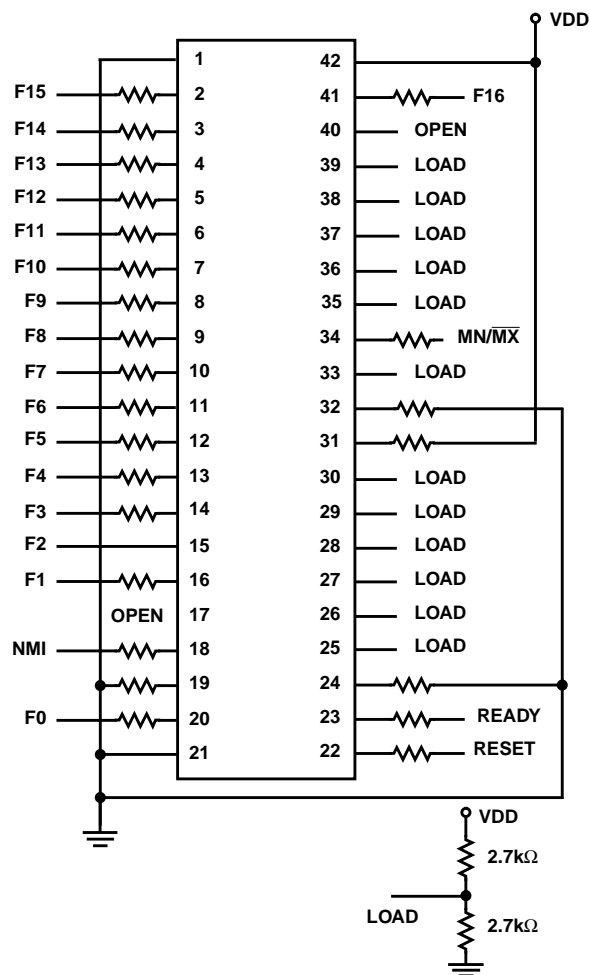 VDD
1 42
F15 2 41 F16
F14 3 40 OPEN
F13 4 39 LOAD
F12 5 38 LOAD
F11 6 37 LOAD
F10 7 36 LOAD
F9 8 35 LOAD
F8 9 34 MN/M̅X̅
F7 10 33 LOAD
F6 11 32
F5 12 31
F4 13 30 LOAD
F3 14 29 LOAD
F2 15 28 LOAD
F1 16 27 LOAD
OPEN 17 26 LOAD
NMI 18 25 LOAD
19 24
F0 20 23 READY
21 22 RESET
VDD
2.7kΩ
LOAD
2.7kΩ